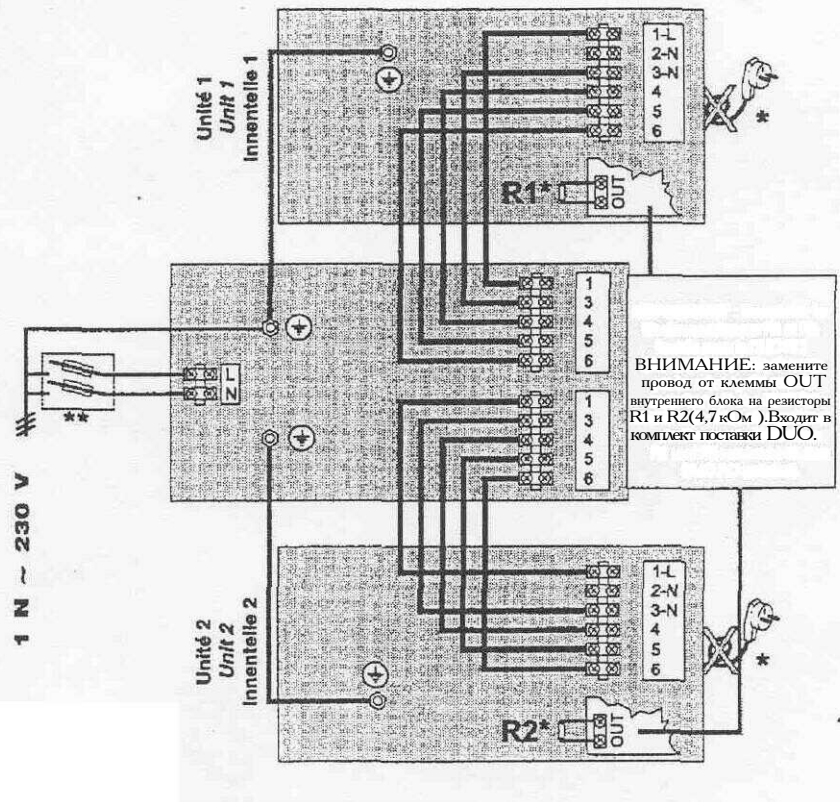 Unité 1
Unit 1
Innenteile 1
1-L
2-N
3-N
4
5
6
*
R1*
OUT
1
3
4
5
6
L
N
**
1 N ~ 230 V
1
3
4
5
6
ВНИМАНИЕ: замените
провод от клеммы OUT
внутреннего блока на резисторы
R1 и R2(4,7 кОм ).Входит в
комплект поставки DUO.
Unité 2
Unit 2
Innenteile 2
1-L
2-N
3-N
4
5
6
*
R2*
OUT